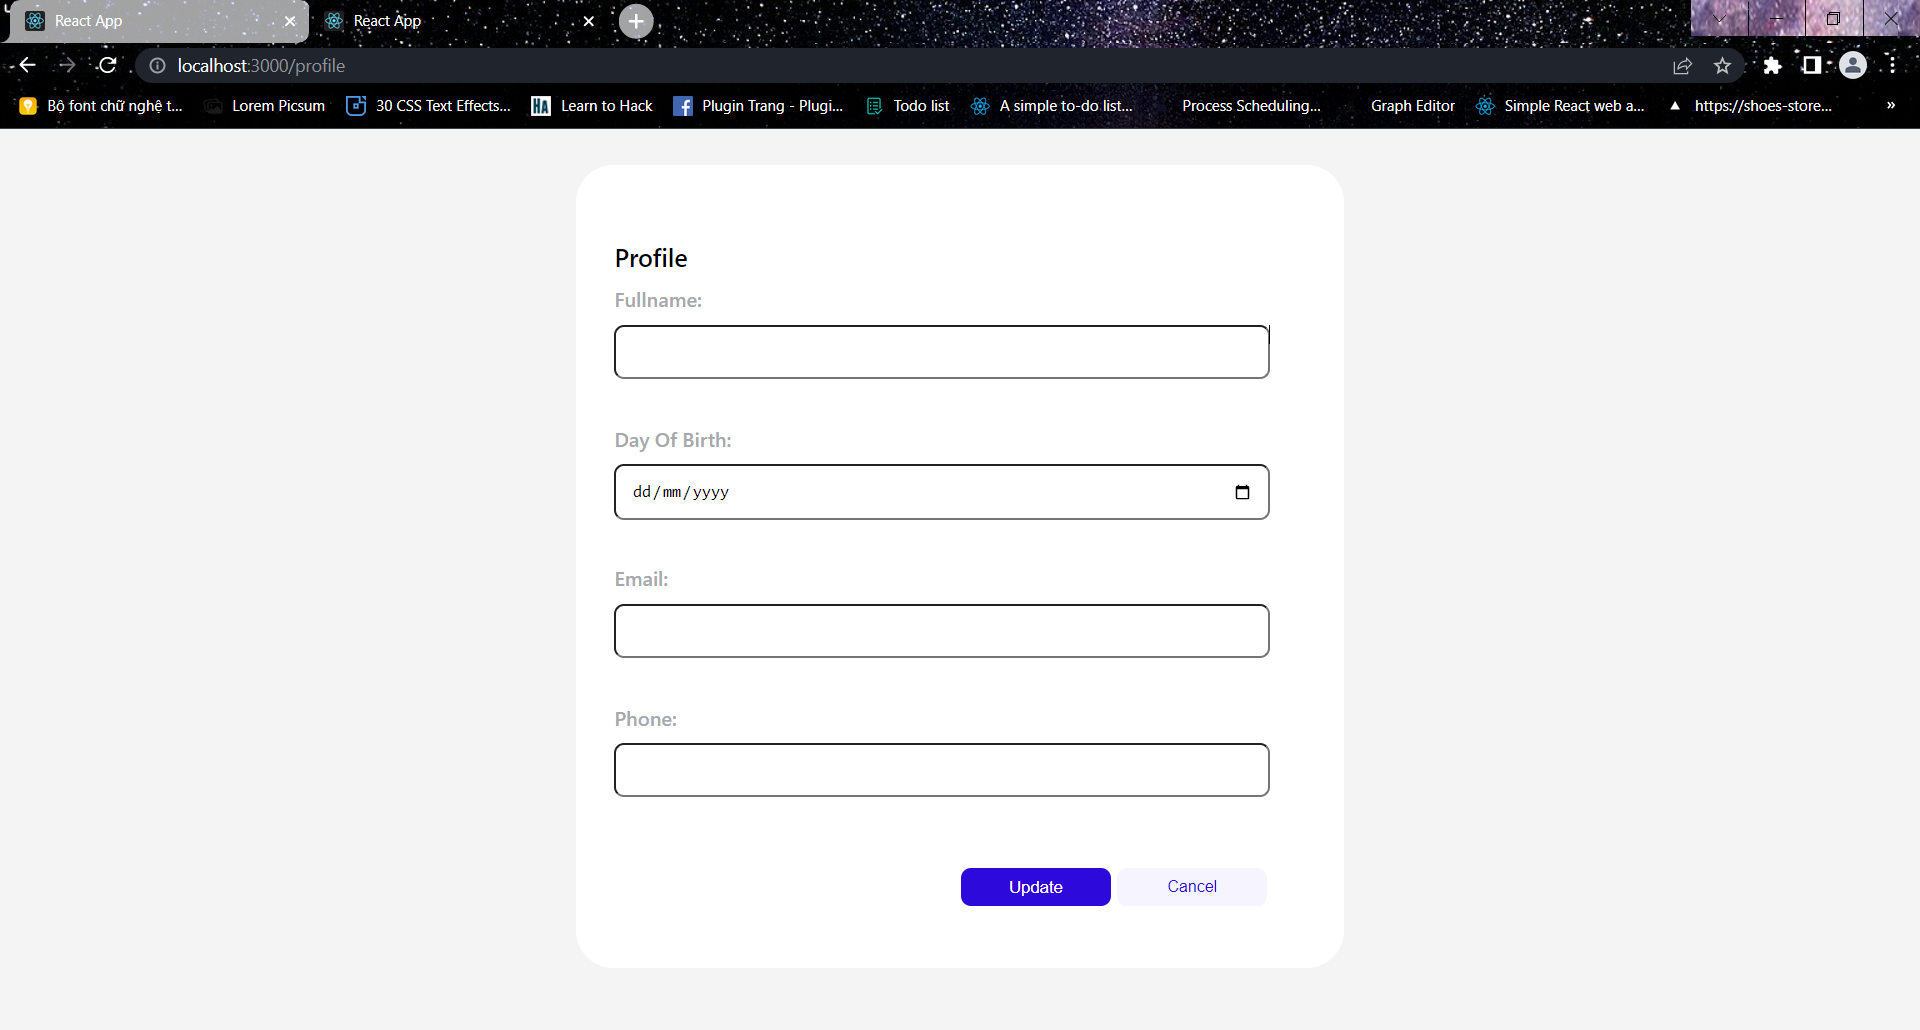 React App
React App
localhost:3000/profile
Bộ font chữ nghệ t...
Lorem Picsum
30 CSS Text Effects...
HA
Learn to Hack
Plugin Trang - Plugi...
Todo list
A simple to-do list...
Process Scheduling...
Graph Editor
Simple React web a...
https://shoes-store...
»
Profile
Fullname:
Day Of Birth:
dd/mm/yyyy
Email:
Phone:
Update
Cancel